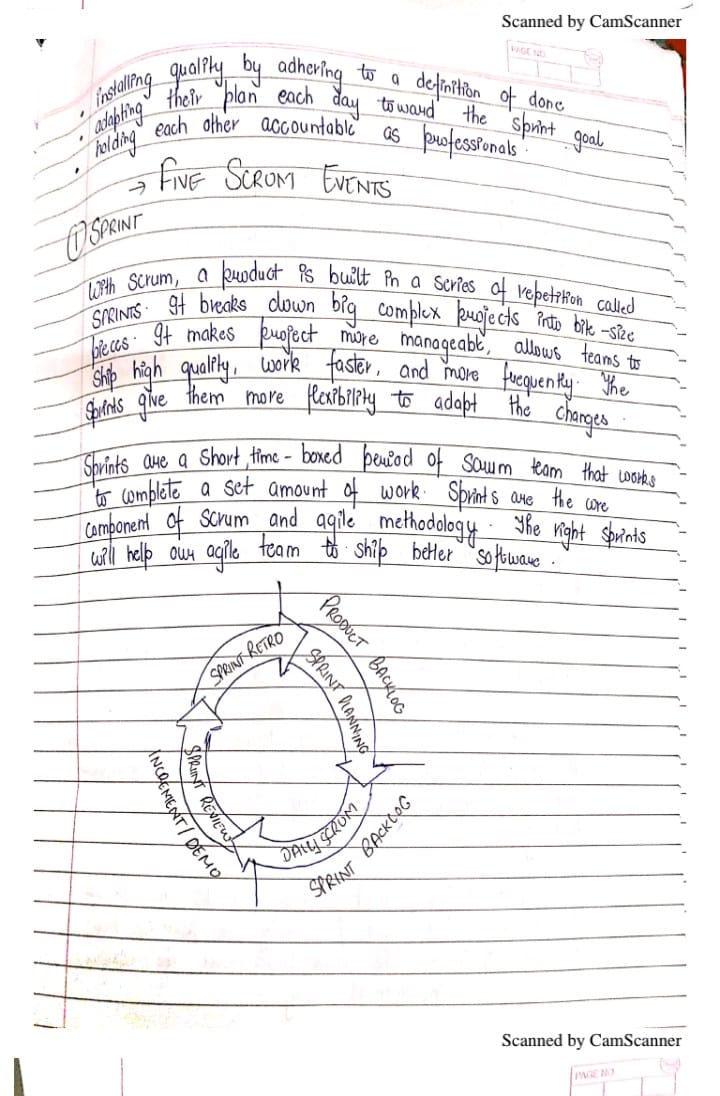 Scanned by CamScanner
PAGE NO.
• installing quality by adhering to a definition of done
• adapting their plan each day toward the sprint goal
• holding each other accountable as professionals.
→ FIVE SCRUM EVENTS
① SPRINT
With Scrum, a product is built in a series of repetition called
SPRINTS. It breaks down big complex projects into bite-size
pieces. It makes project more manageable, allows teams to
ship high quality, work faster, and more frequently. The
sprints give them more flexibility to adapt the changes.
Sprints are a short, time-boxed period of scrum team that works
to complete a set amount of work. Sprints are the core
component of scrum and agile methodology. The right sprints
will help our agile team to ship better software.
SPRINT RETRO
PRODUCT BACKLOG
SPRINT PLANNING
DAILY SCRUM
SPRINT BACKLOG
SPRINT REVIEW
INCREMENT/DEMO
Scanned by CamScanner
PAGE NO